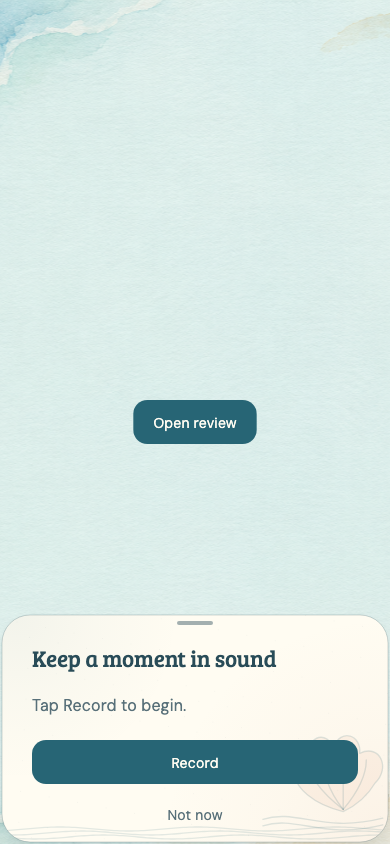 Open review
Keep a moment in sound
Tap Record to begin.
Record
Not now